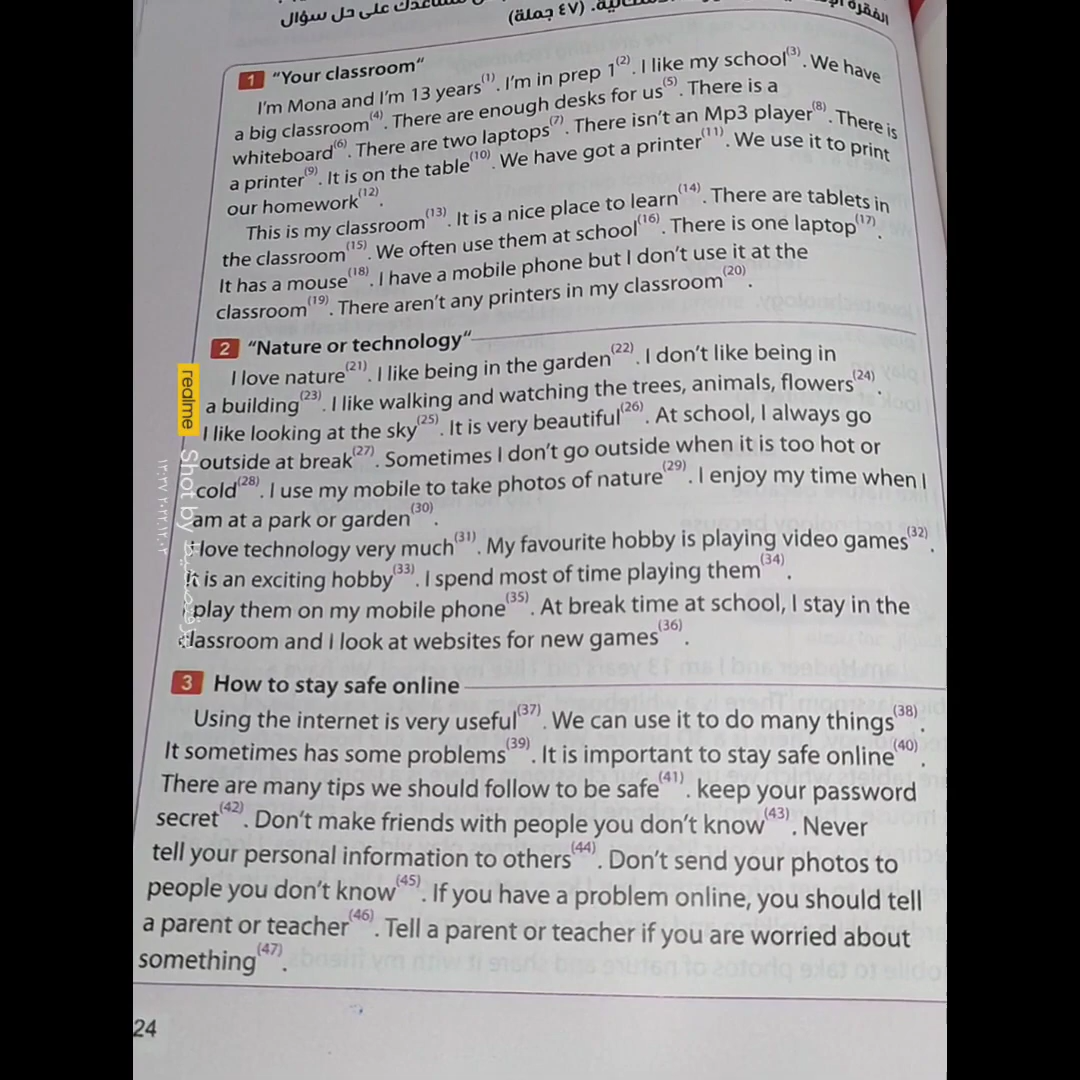 على حل سؤال
(٤٧ جملة)
الفقرة
1 "Your classroom"
I'm Mona and I'm 13 years(1). I'm in prep 1(2). I like my school(3). We have
a big classroom(4). There are enough desks for us(5). There is a
whiteboard(6). There are two laptops(7). There isn't an Mp3 player(8). There is
a printer(9). It is on the table(10). We have got a printer(11). We use it to print
our homework(12).
This is my classroom(13). It is a nice place to learn(14). There are tablets in
the classroom(15). We often use them at school(16). There is one laptop(17).
It has a mouse(18). I have a mobile phone but I don't use it at the
classroom(19). There aren't any printers in my classroom(20).
2 "Nature or technology"
I love nature(21). I like being in the garden(22). I don't like being in
a building(23). I like walking and watching the trees, animals, flowers(24).
I like looking at the sky(25). It is very beautiful(26). At school, I always go
outside at break(27). Sometimes I don't go outside when it is too hot or
cold(28). I use my mobile to take photos of nature(29). I enjoy my time when I
am at a park or garden(30).
I love technology very much(31). My favourite hobby is playing video games(32).
It is an exciting hobby(33). I spend most of time playing them(34).
I play them on my mobile phone(35). At break time at school, I stay in the
classroom and I look at websites for new games(36).
3 How to stay safe online
Using the internet is very useful(37). We can use it to do many things(38).
It sometimes has some problems(39). It is important to stay safe online(40).
There are many tips we should follow to be safe(41). keep your password
secret(42). Don't make friends with people you don't know(43). Never
tell your personal information to others(44). Don't send your photos to
people you don't know(45). If you have a problem online, you should tell
a parent or teacher(46). Tell a parent or teacher if you are worried about
something(47).
24
realme
Shot by
٢٠٢٢.١٢.٠٢ ١٢:٣٧